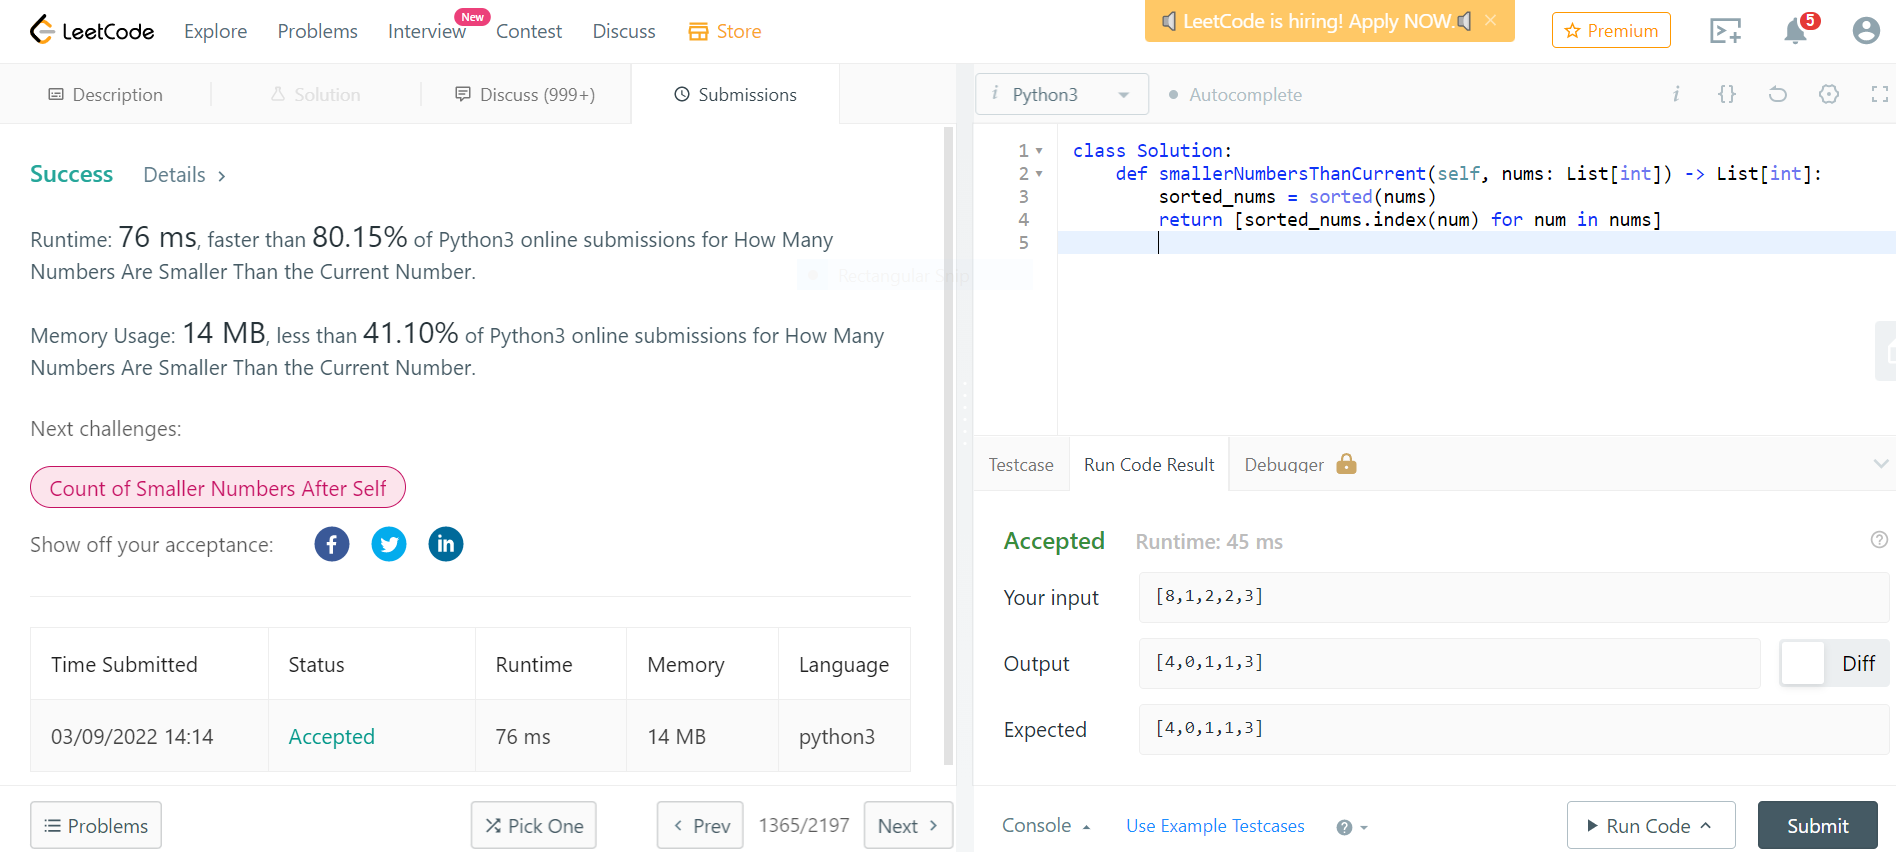 LeetCode Explore Problems Interview New Contest Discuss Store LeetCode is hiring! Apply NOW. × Premium 5
Description Solution Discuss (999+) Submissions
Success Details >
Runtime: 76 ms, faster than 80.15% of Python3 online submissions for How Many
Numbers Are Smaller Than the Current Number.
Rectangular Snip
Memory Usage: 14 MB, less than 41.10% of Python3 online submissions for How Many
Numbers Are Smaller Than the Current Number.
Next challenges:
Count of Smaller Numbers After Self
Show off your acceptance:
Time Submitted Status Runtime Memory Language
03/09/2022 14:14 Accepted 76 ms 14 MB python3
Problems Pick One < Prev 1365/2197 Next >
i Python3 Autocomplete i {}
1 class Solution:
2 def smallerNumbersThanCurrent(self, nums: List[int]) -> List[int]:
3 sorted_nums = sorted(nums)
4 return [sorted_nums.index(num) for num in nums]
5
Testcase Run Code Result Debugger
Accepted Runtime: 45 ms ?
Your input [8,1,2,2,3]
Output [4,0,1,1,3] Diff
Expected [4,0,1,1,3]
Console Use Example Testcases ? Run Code Submit